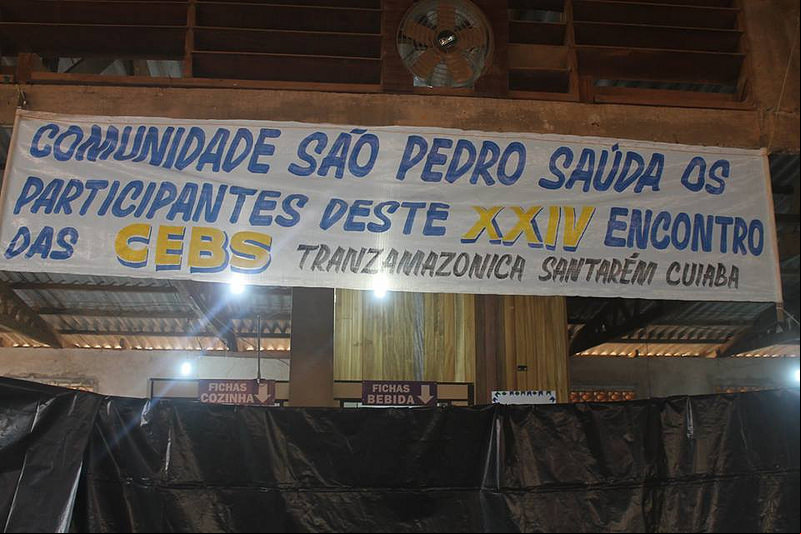 COMUNIDADE SÃO PEDRO SAÚDA OS
PARTICIPANTES DESTE XXIV ENCONTRO
DAS CEBS TRANZAMAZONICA SANTARÉM CUIABA
FICHAS
COZINHA
FICHAS
BEBIDA